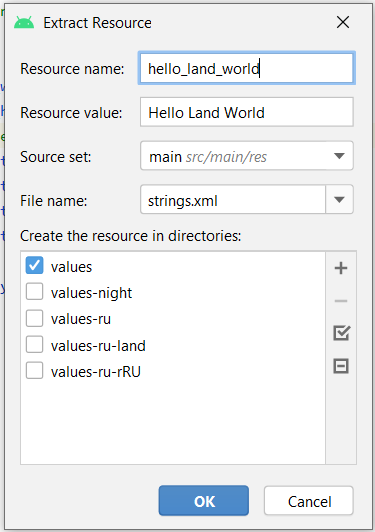 Extract Resource
Resource name: hello_land_world
Resource value: Hello Land World
Source set: main src/main/res
File name: strings.xml
Create the resource in directories:
values
values-night
values-ru
values-ru-land
values-ru-rRU
OK Cancel